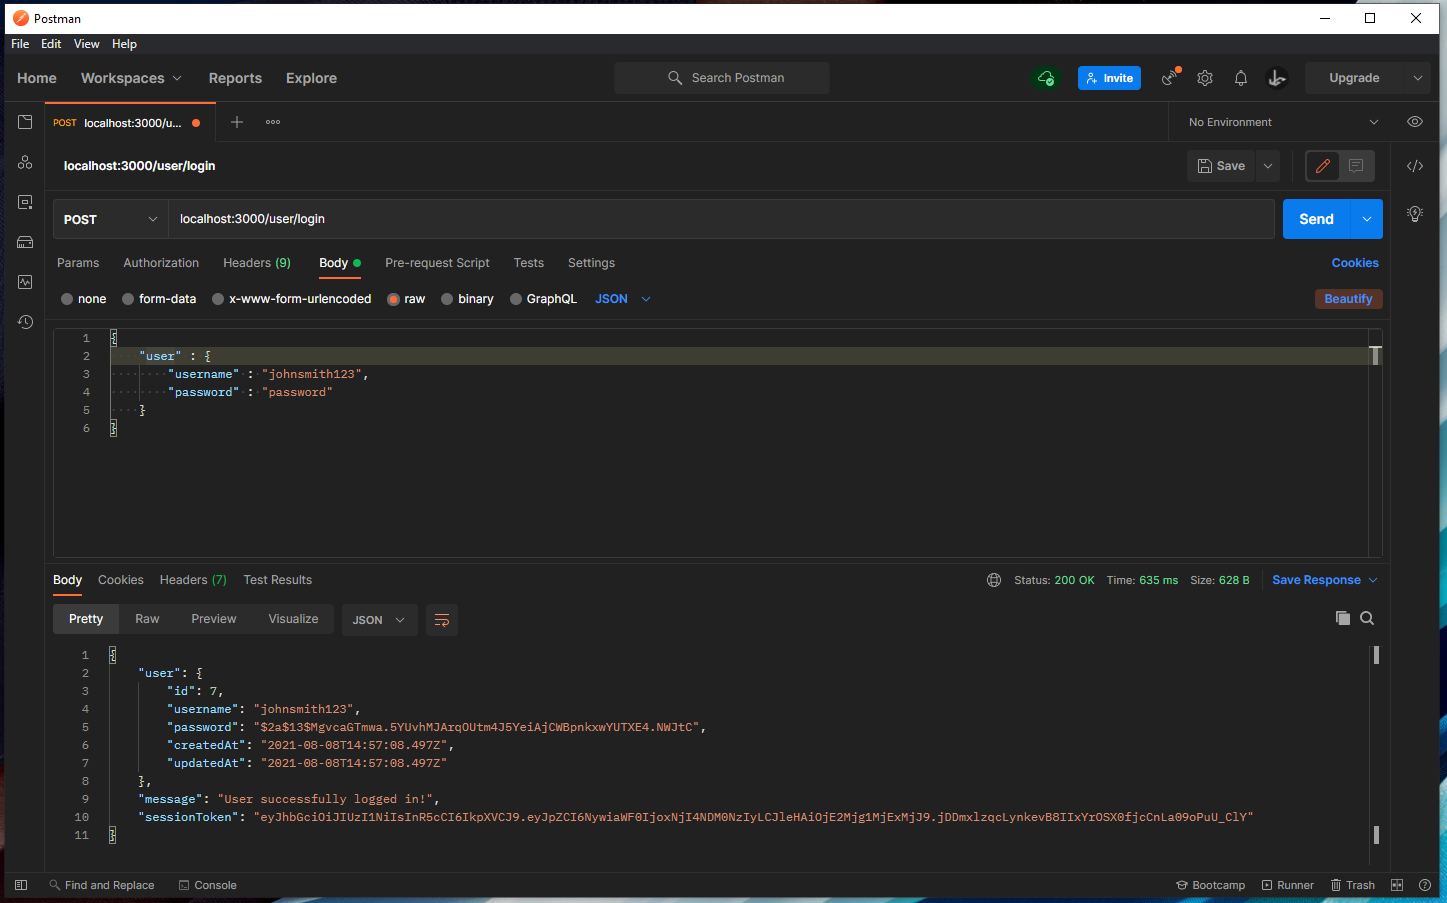 Postman
File Edit View Help
Home Workspaces Reports Explore Search Postman Invite Upgrade
POST localhost:3000/u... No Environment
localhost:3000/user/login Save
POST localhost:3000/user/login Send
Params Authorization Headers (9) Body Pre-request Script Tests Settings Cookies
none form-data x-www-form-urlencoded raw binary GraphQL JSON Beautify
1 {
2 "user" : {
3 "username" : "johnsmith123",
4 "password" : "password"
5 }
6 }
Body Cookies Headers (7) Test Results Status: 200 OK Time: 635 ms Size: 628 B Save Response
Pretty Raw Preview Visualize JSON
1 {
2 "user": {
3 "id": 7,
4 "username": "johnsmith123",
5 "password": "$2a$13$MgvcaGTmwa.5YUvhMJArqOUtm4J5YeiAjCWBpnkxwYUTXE4.NWJtC",
6 "createdAt": "2021-08-08T14:57:08.497Z",
7 "updatedAt": "2021-08-08T14:57:08.497Z"
8 },
9 "message": "User successfully logged in!",
10 "sessionToken": "eyJhbGciOiJIUzI1NiIsInR5cCI6IkpXVCJ9.eyJpZCI6NywiaWF0IjoxNjI4NDM0NzIyLCJleHAiOjE2Mjg1MjExMjJ9.jDDmxlzqcLynkevB8IIxYrOSX0fjcCnLa09oPuU_ClY"
11 }
Find and Replace Console Bootcamp Runner Trash